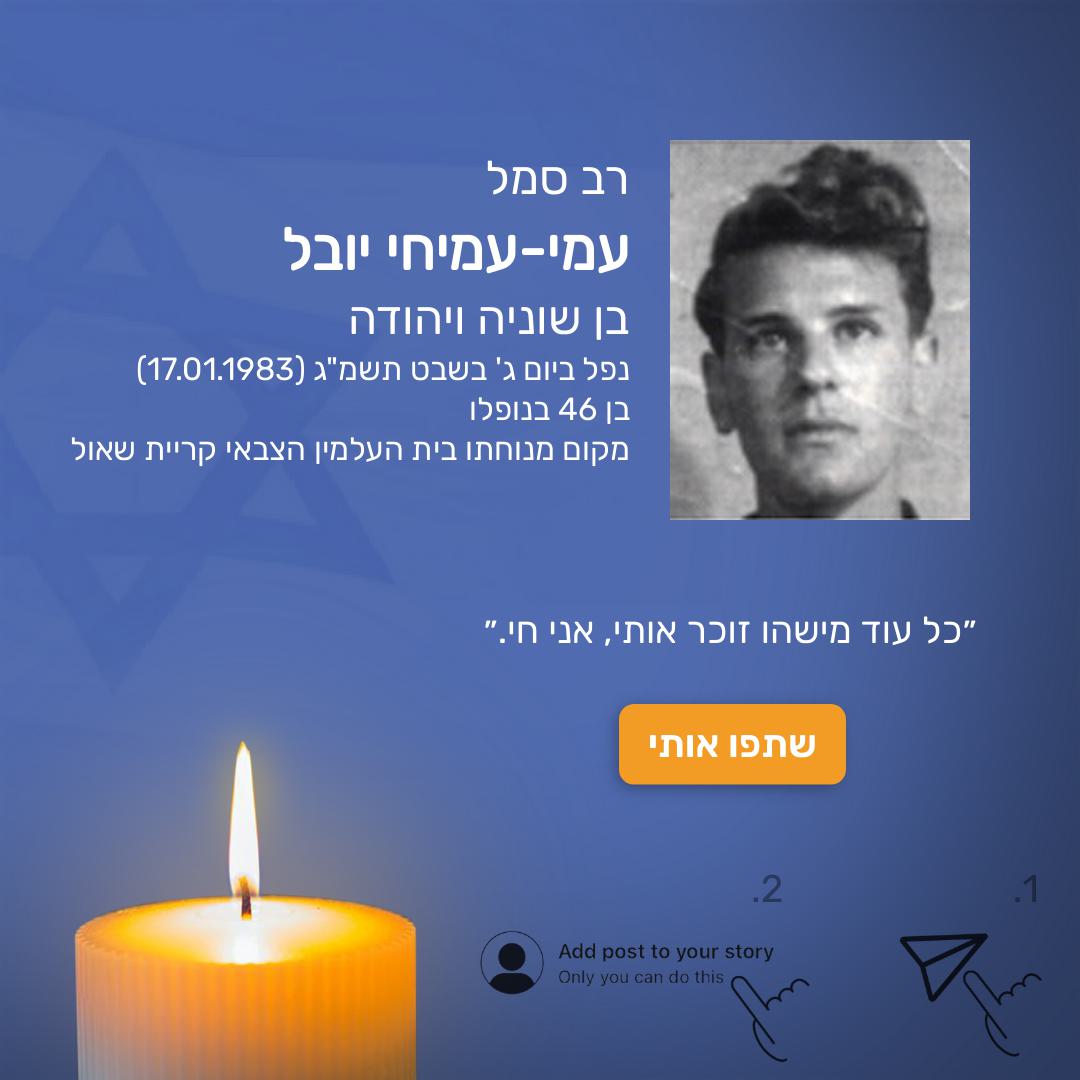 רב סמל
עמי-עמיחי יובל
בן שוניה ויהודה
נפל ביום ג' בשבט תשמ"ג (17.01.1983)
בן 46 בנופלו
מקום מנוחתו בית העלמין הצבאי קריית שאול
״כל עוד מישהו זוכר אותי, אני חי.״
שתפו אותי
1.
2.
Add post to your story
Only you can do this